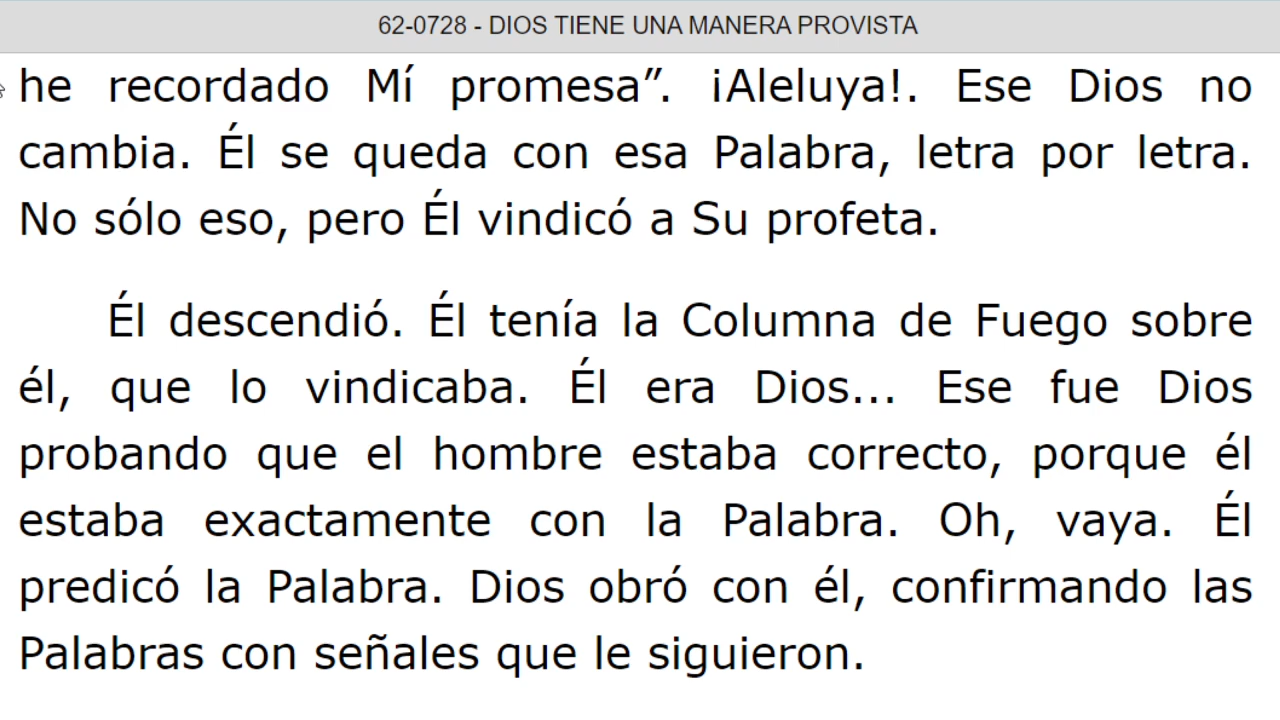 62-0728 - DIOS TIENE UNA MANERA PROVISTA
he recordado Mí promesa”. ¡Aleluya!. Ese Dios no
cambia. Él se queda con esa Palabra, letra por letra.
No sólo eso, pero Él vindicó a Su profeta.
Él descendió. Él tenía la Columna de Fuego sobre
él, que lo vindicaba. Él era Dios... Ese fue Dios
probando que el hombre estaba correcto, porque él
estaba exactamente con la Palabra. Oh, vaya. Él
predicó la Palabra. Dios obró con él, confirmando las
Palabras con señales que le siguieron.